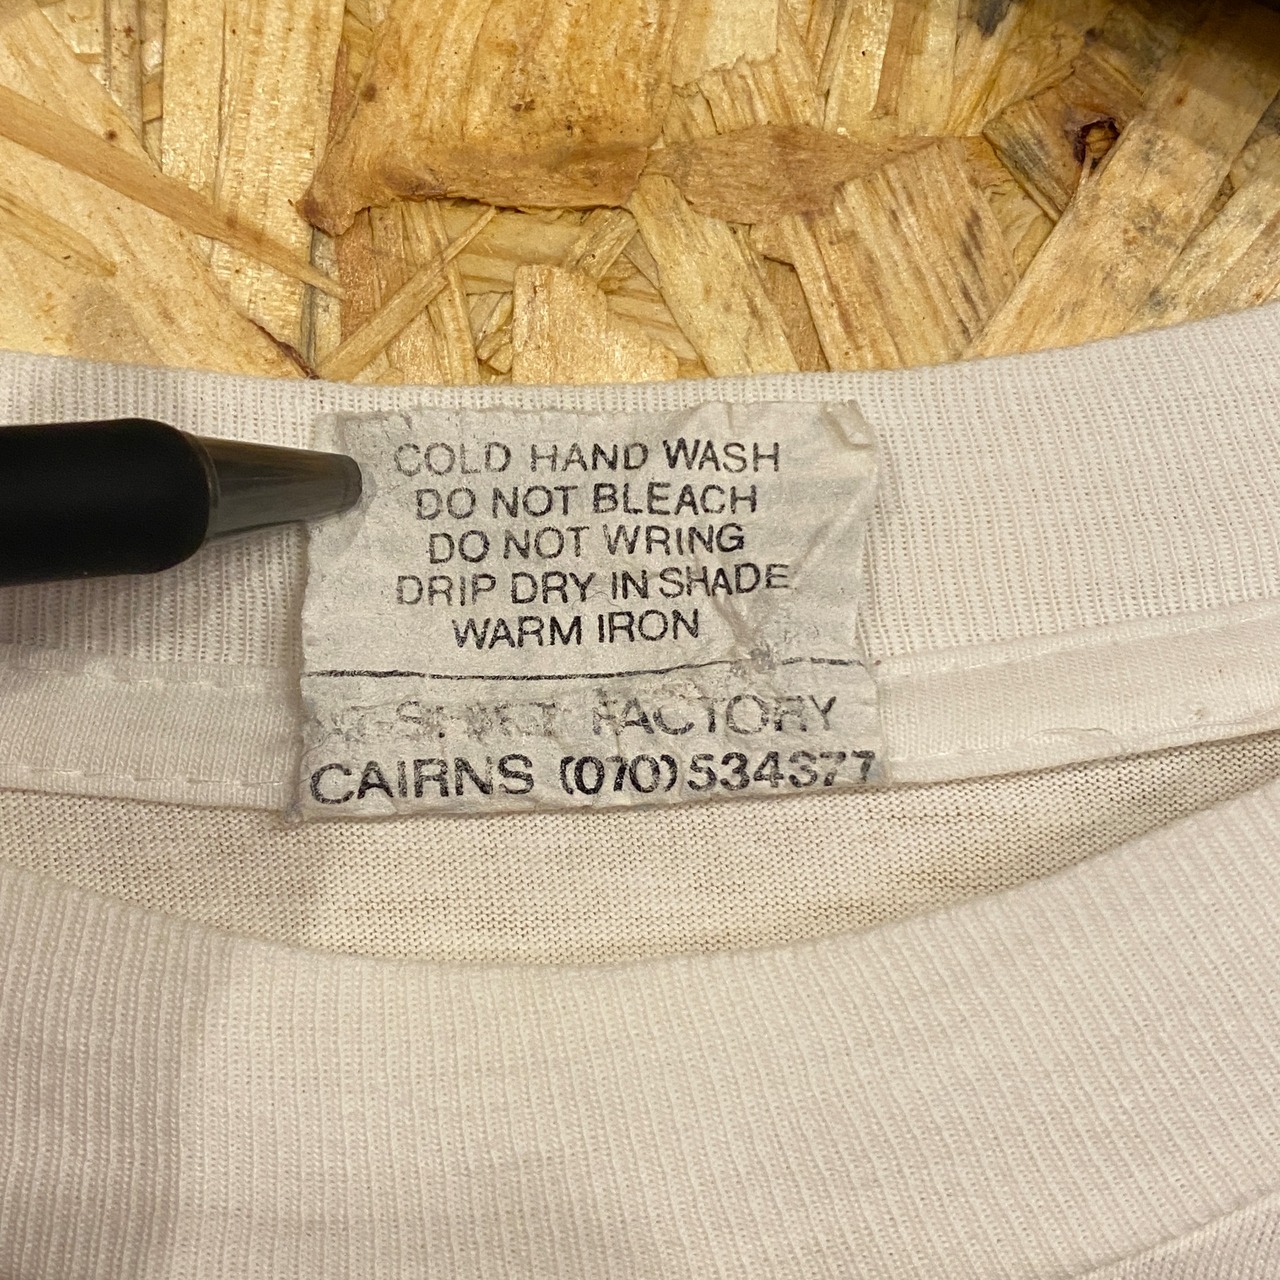 COLD HAND WASH
DO NOT BLEACH
DO NOT WRING
DRIP DRY IN SHADE
WARM IRON
FACTORY
CAIRNS (070)534377